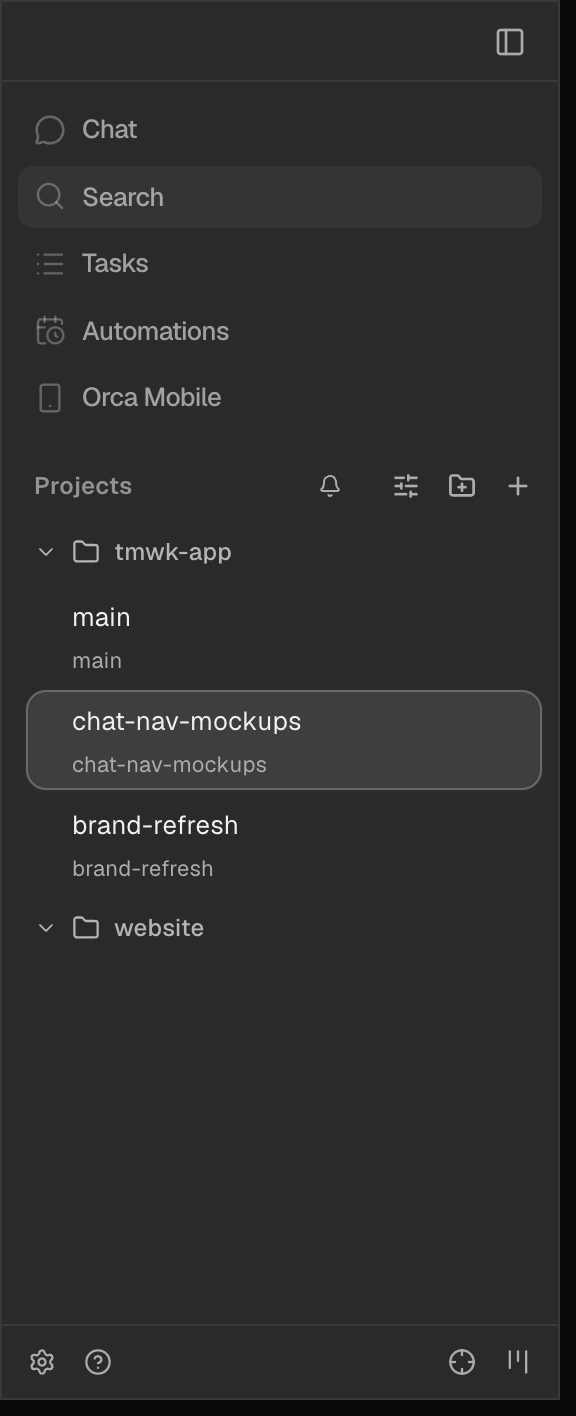 Chat
Search
Tasks
Automations
Orca Mobile
Projects
tmwk-app
main
main
chat-nav-mockups
chat-nav-mockups
brand-refresh
brand-refresh
website